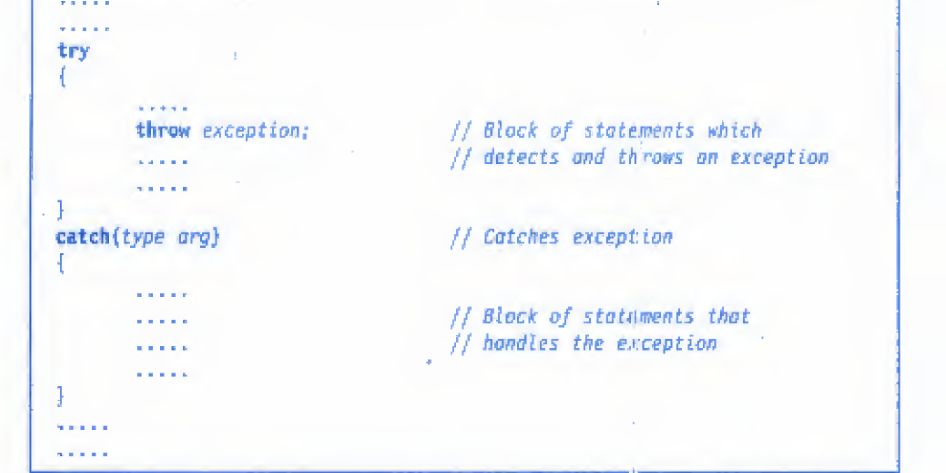 .....
.....
try
{
.....
throw exception; // Block of statements which
..... // detects and throws an exception
.....
}
catch(type arg) // Catches exception
{
.....
..... // Block of statements that
..... // handles the exception
.....
}
.....
.....